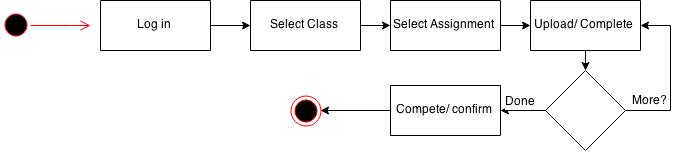 Log in
Select Class
Select Assignment
Upload/ Complete
Compete/ confirm
Done
More?